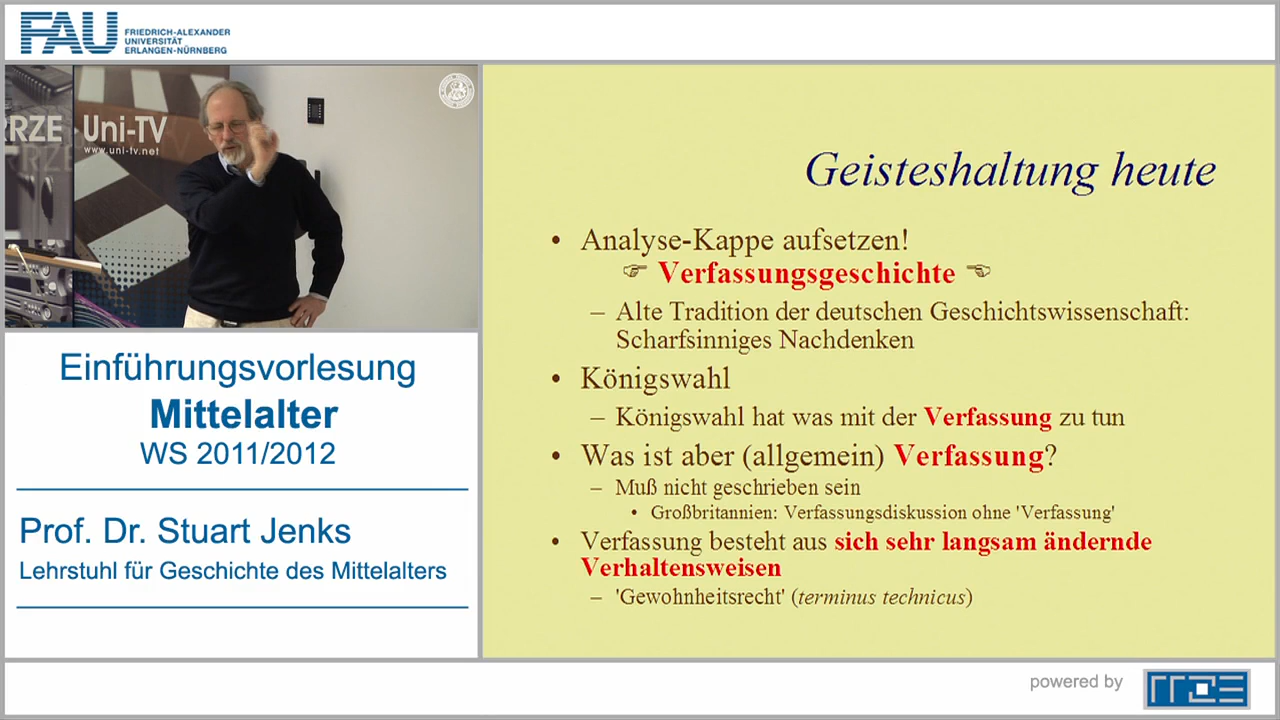 FAU
FRIEDRICH-ALEXANDER
UNIVERSITÄT
ERLANGEN-NÜRNBERG
RRZE
Uni-TV
www.uni-tv.net
Einführungsvorlesung
Mittelalter
WS 2011/2012
Prof. Dr. Stuart Jenks
Lehrstuhl für Geschichte des Mittelalters
Geisteshaltung heute
• Analyse-Kappe aufsetzen!
☞ Verfassungsgeschichte ☜
– Alte Tradition der deutschen Geschichtswissenschaft:
Scharfsinniges Nachdenken
• Königswahl
– Königswahl hat was mit der Verfassung zu tun
• Was ist aber (allgemein) Verfassung?
– Muß nicht geschrieben sein
• Großbritannien: Verfassungsdiskussion ohne 'Verfassung'
• Verfassung besteht aus sich sehr langsam ändernde
Verhaltensweisen
– 'Gewohnheitsrecht' (terminus technicus)
powered by
RRZE